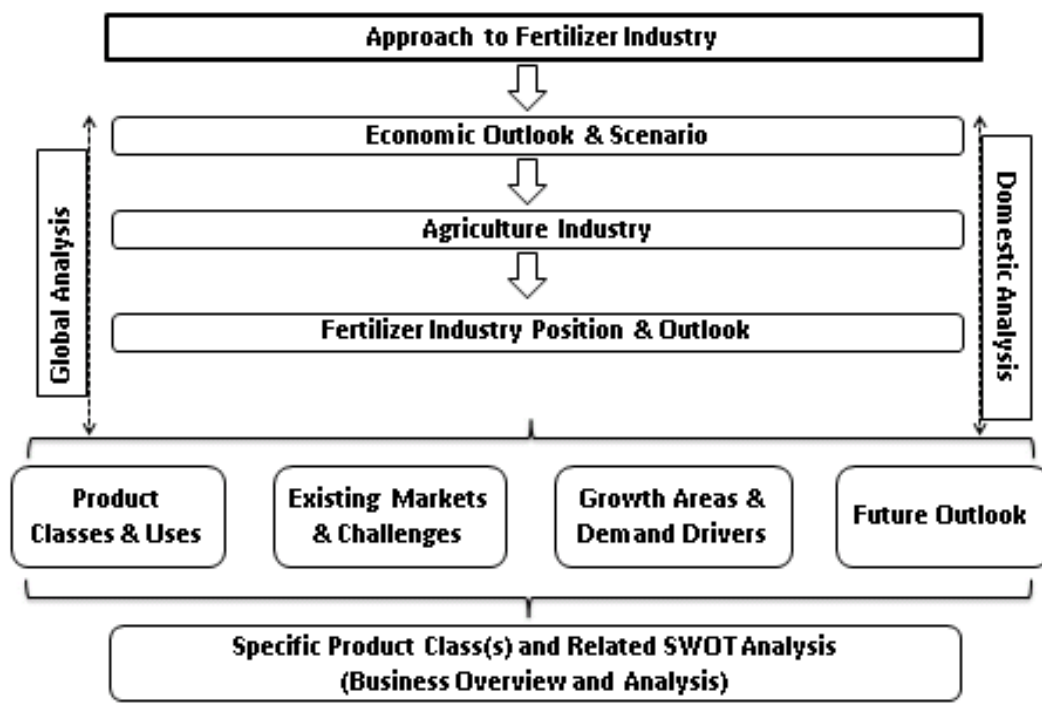 Approach to Fertilizer Industry
Economic Outlook & Scenario
Global Analysis
Domestic Analysis
Agriculture Industry
Fertilizer Industry Position & Outlook
Product
Classes & Uses
Existing Markets
& Challenges
Growth Areas &
Demand Drivers
Future Outlook
Specific Product Class(s) and Related SWOT Analysis
(Business Overview and Analysis)